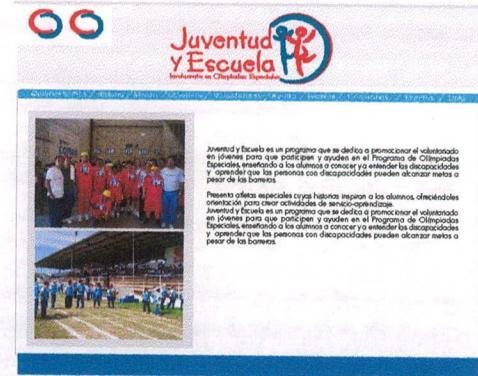 Juventud
y Escuela
Involucrate en Olimpiadas Especiales
Juventud y Escuela es un programa que se dedica a promocionar el voluntariado
en jóvenes para que participen y ayuden en el Programa de Olimpiadas
Especiales, enseñando a los alumnos a conocer ya entender las discapacidades
y aprender que las personas con discapacidades pueden alcanzar metas a
pesar de las barreras.
Presenta atletas especiales cuyas historias inspiran a los alumnos, ofreciéndoles
orientación para crear actividades de servicio-aprendizaje.
Juventud y Escuela es un programa que se dedica a promocionar el voluntariado
en jóvenes para que participen y ayuden en el Programa de Olimpiadas
Especiales, enseñando a los alumnos a conocer ya entender las discapacidades
y aprender que las personas con discapacidades pueden alcanzar metas a
pesar de las barreras.